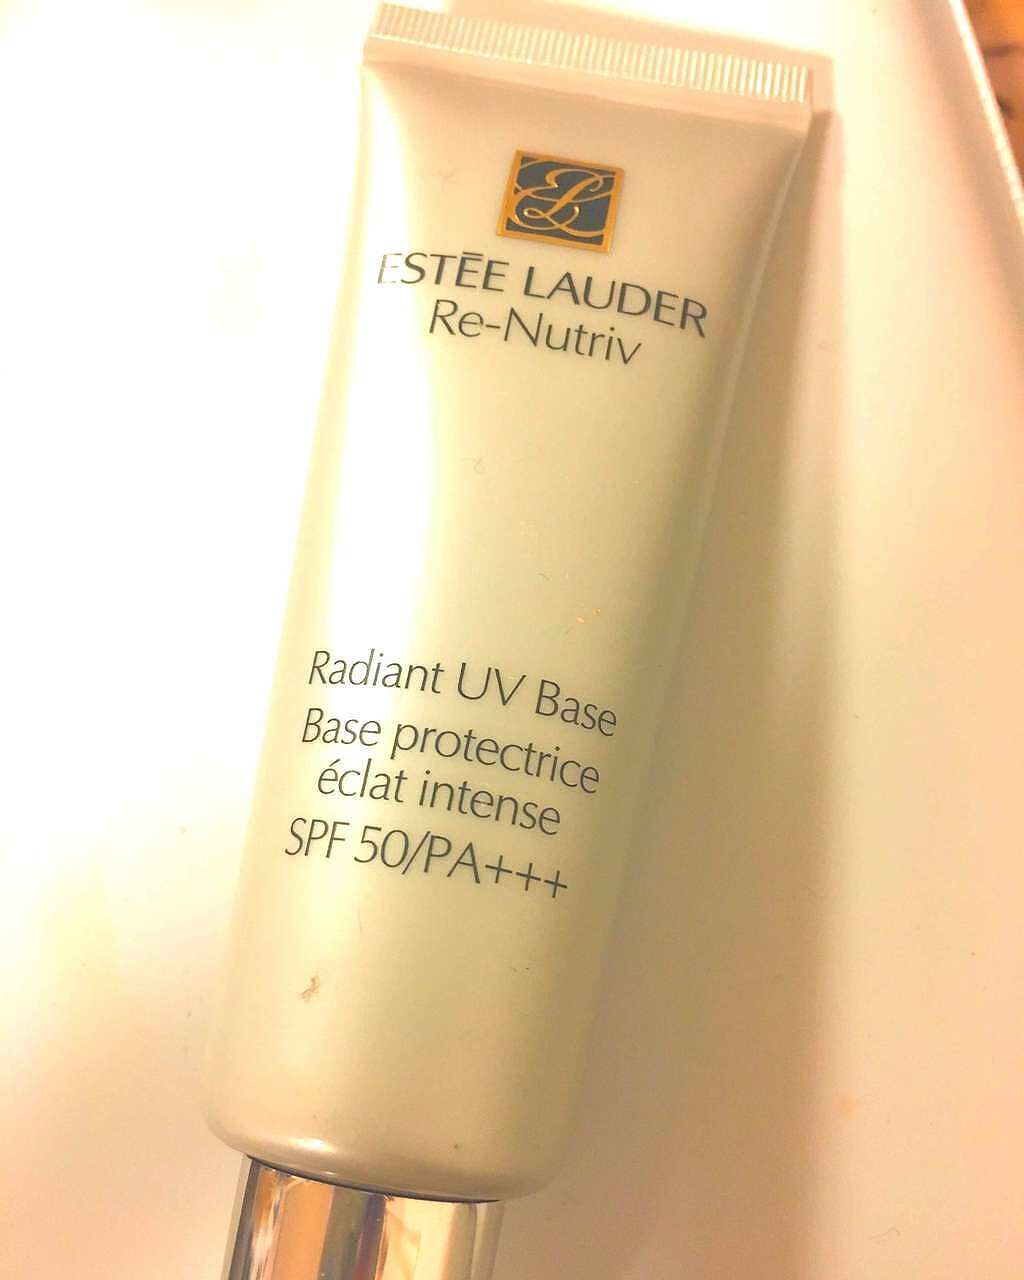 EL
ESTĒE LAUDER
Re-Nutriv
Radiant UV Base
Base protectrice
éclat intense
SPF 50/PA+++